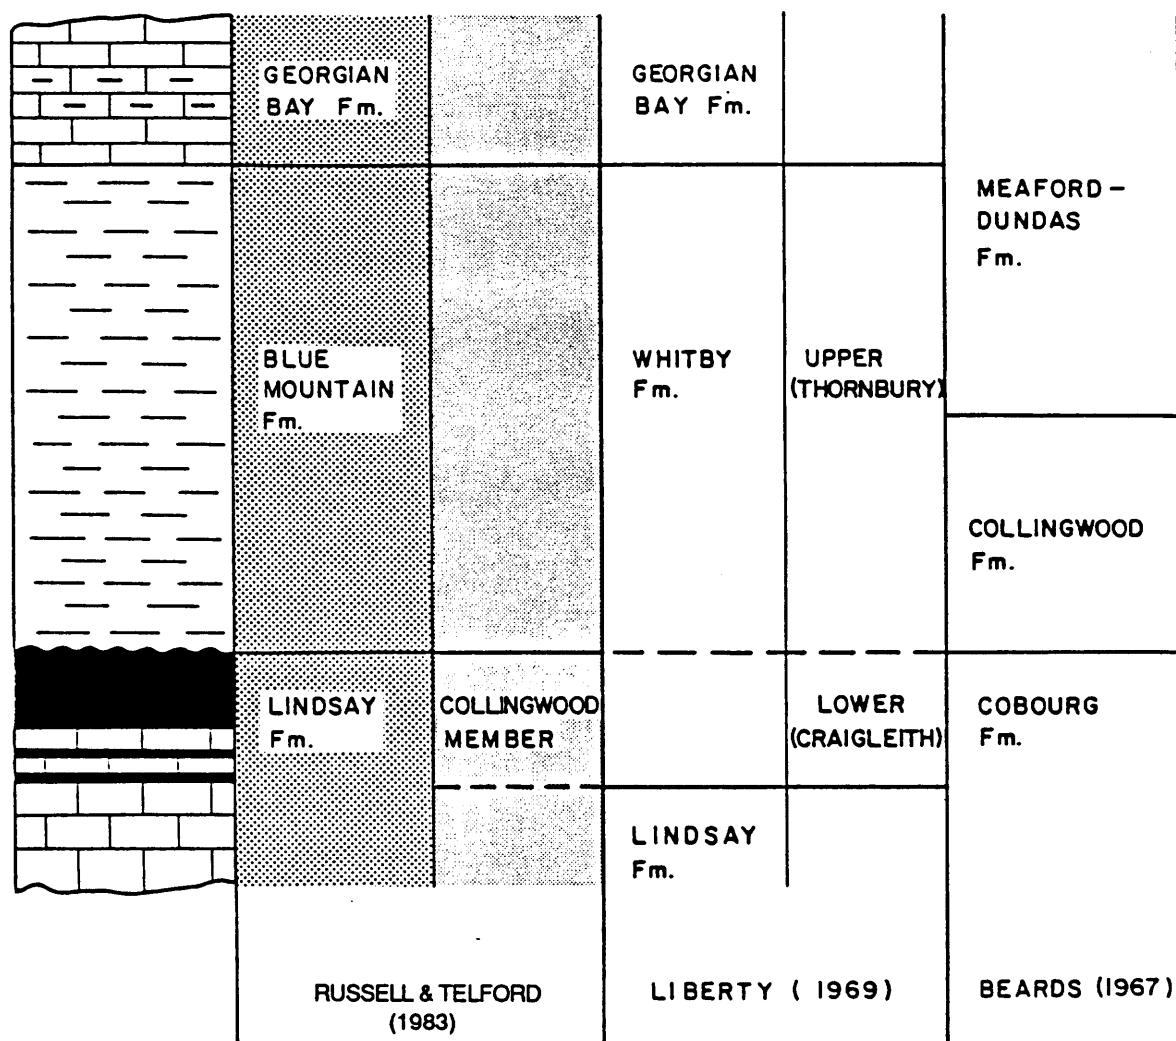 GEORGIAN
BAY Fm.
BLUE
MOUNTAIN
Fm.
LINDSAY
Fm.
COLLINGWOOD
MEMBER
RUSSELL & TELFORD
(1983)
GEORGIAN
BAY Fm.
WHITBY
Fm.
LINDSAY
Fm.
UPPER
(THORNBURY)
LOWER
(CRAIGLEITH)
LIBERTY ( 1969)
MEAFORD-
DUNDAS
Fm.
COLLINGWOOD
Fm.
COBOURG
Fm.
BEARDS (1967)